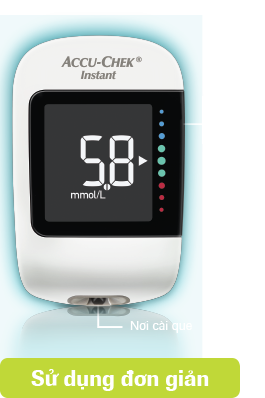 ACCU-CHEK®
Instant
5.8
mmol/L
Nơi cài que
Sử dụng đơn giản